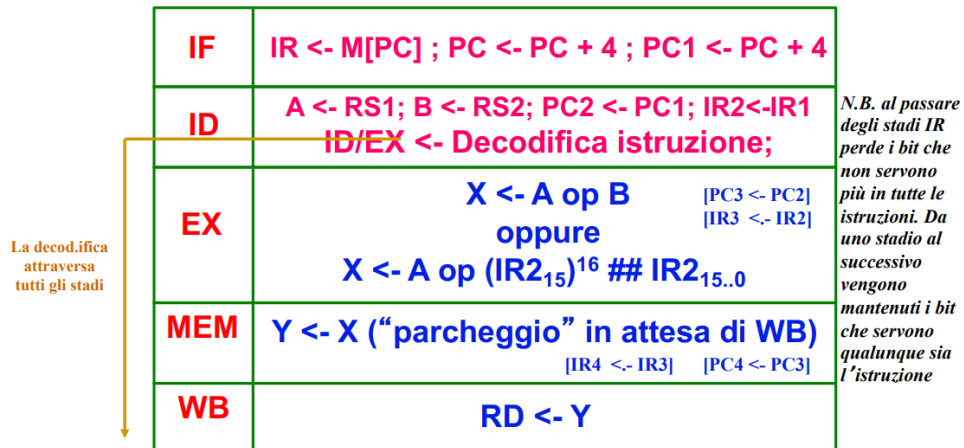 IF
IR <- M[PC] ; PC <- PC + 4 ; PC1 <- PC + 4
ID
A <- RS1; B <- RS2; PC2 <- PC1; IR2<-IR1
ID/EX <- Decodifica istruzione;
EX
X <- A op B
[PC3 <- PC2]
[IR3 <.- IR2]
oppure
X <- A op (IR2₁₅)¹⁶ ## IR2₁₅..₀
MEM
Y <- X (“parcheggio” in attesa di WB)
[IR4 <.- IR3] [PC4 <- PC3]
WB
RD <- Y
La decod.ifica
attraversa
tutti gli stadi
N.B. al passare
degli stadi IR
perde i bit che
non servono
più in tutte le
istruzioni. Da
uno stadio al
successivo
vengono
mantenuti i bit
che servono
qualunque sia
l’istruzione